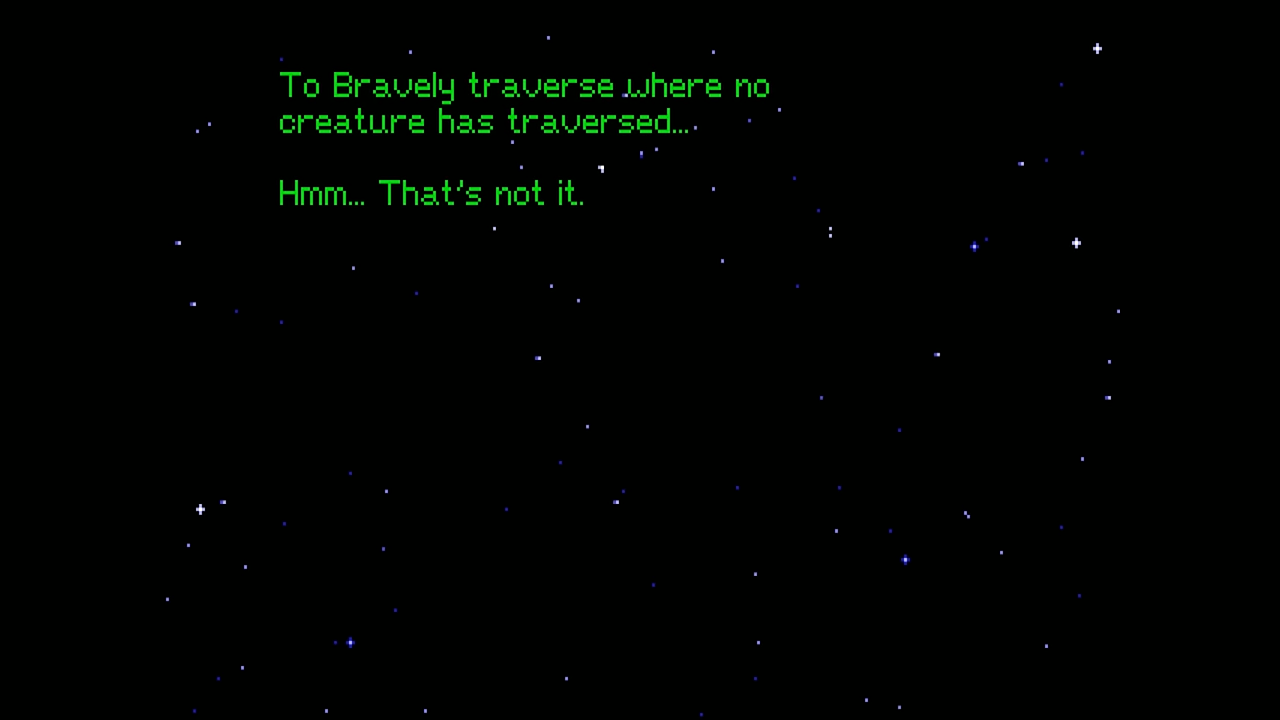 To Bravely traverse where no
creature has traversed...
Hmm... That's not it.